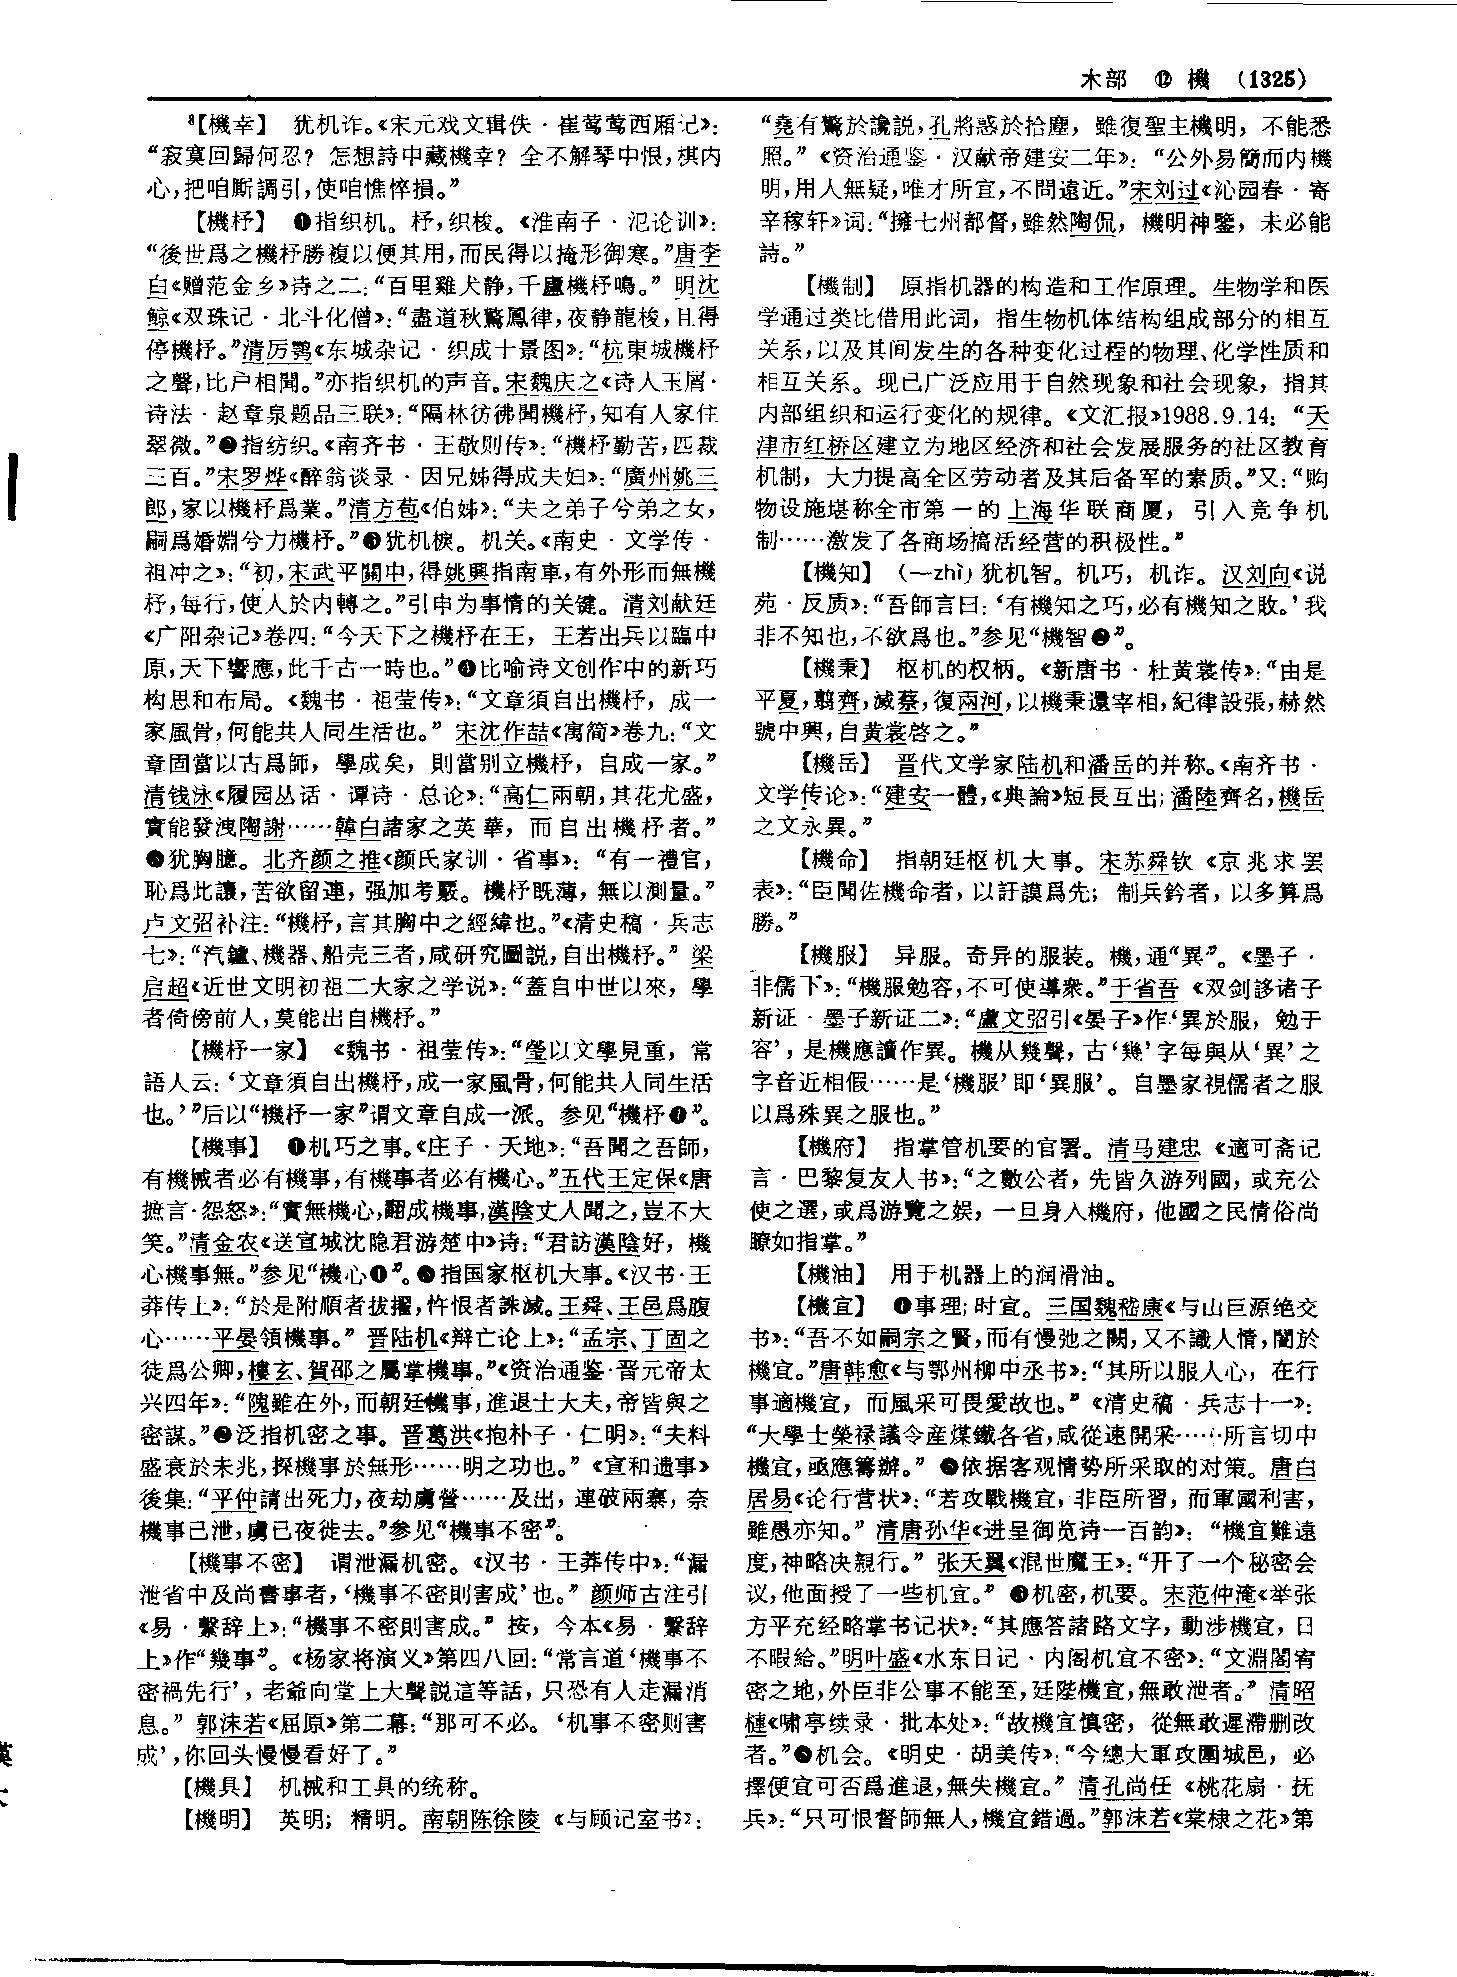 木部 ⑫ 機 (1325)
⁸【機幸】 犹机诈。《宋元戏文辑佚·崔莺莺西厢记》：
“寂寞回歸何忍？怎想詩中藏機幸？全不解琴中恨，棋内
心，把咱厮調引，使咱憔悴損。”
【機杼】 ❶指织机。杼，织梭。《淮南子·氾论训》：
“後世爲之機杼勝複以便其用，而民得以掩形御寒。”唐李
白《赠范金乡》诗之二：“百里雞犬静，千廬機杼鳴。” 明沈
鲸《双珠记·北斗化僧》：“盡道秋驚鳳律，夜静龍梭，且得
停機杼。”清厉鹗《东城杂记·织成十景图》：“杭東城機杼
之聲，比户相聞。”亦指织机的声音。宋魏庆之《诗人玉屑·
诗法·赵章泉题品三联》：“隔林彷彿聞機杼，知有人家住
翠微。”❷指纺织。《南齐书·王敬则传》：“機杼勤苦，匹裁
三百。”宋罗烨《醉翁谈录·因兄姊得成夫妇》：“廣州姚三
郎，家以機杼爲業。”清方苞《伯姊》：“夫之弟子兮弟之女，
嗣爲婚姻兮力機杼。”❸犹机棙。机关。《南史·文学传·
祖冲之》：“初，宋武平關中，得姚興指南車，有外形而無機
杼，每行，使人於内轉之。”引申为事情的关键。清刘献廷
《广阳杂记》卷四：“今天下之機杼在王，王若出兵以臨中
原，天下響應，此千古一時也。”❹比喻诗文创作中的新巧
构思和布局。《魏书·祖莹传》：“文章須自出機杼，成一
家風骨，何能共人同生活也。” 宋沈作喆《寓简》卷九：“文
章固當以古爲師，學成矣，則當别立機杼，自成一家。”
清钱泳《履园丛话·谭诗·总论》：“高仁兩朝，其花尤盛，
實能發洩陶謝……韓白諸家之英華，而自出機杼者。”
❺犹胸臆。北齐颜之推《颜氏家训·省事》：“有一禮官，
恥爲此讓，苦欲留連，强加考覈。機杼既薄，無以測量。”
卢文弨补注：“機杼，言其胸中之經緯也。”《清史稿·兵志
七》：“汽鑪、機器、船壳三者，咸研究圖説，自出機杼。” 梁
启超《近世文明初祖二大家之学说》：“蓋自中世以來，學
者倚傍前人，莫能出自機杼。”
【機杼一家】 《魏书·祖莹传》：“瑩以文學見重，常
語人云：‘文章須自出機杼，成一家風骨，何能共人同生活
也。’”后以“機杼一家”谓文章自成一派。参见“機杼❹”。
【機事】 ❶机巧之事。《庄子·天地》：“吾聞之吾師，
有機械者必有機事，有機事者必有機心。”五代王定保《唐
摭言·怨怒》：“實無機心，翻成機事，漢陰丈人聞之，豈不大
笑。”清金农《送宣城沈隐君游楚中》诗：“君訪漢陰好，機
心機事無。”参见“機心❶”。❷指国家枢机大事。《汉书·王
莽传上》：“於是附順者拔擢，忤恨者誅滅。王舜、王邑爲腹
心……平晏領機事。” 晋陆机《辩亡论上》：“孟宗、丁固之
徒爲公卿，樓玄、賀邵之屬掌機事。”《资治通鉴·晋元帝太
兴四年》：“隗雖在外，而朝廷機事，進退士大夫，帝皆與之
密謀。”❸泛指机密之事。晋葛洪《抱朴子·仁明》：“夫料
盛衰於未兆，探機事於無形……明之功也。” 《宣和遗事》
後集：“平仲請出死力，夜劫虜營……及出，連破兩寨，奈
機事已泄，虜已夜徙去。”参见“機事不密”。
【機事不密】 谓泄漏机密。《汉书·王莽传中》：“漏
泄省中及尚書事者，‘機事不密則害成’也。” 颜师古注引
《易·繫辞上》：“機事不密則害成。” 按，今本《易·繫辞
上》作“幾事”。《杨家将演义》第四八回：“常言道‘機事不
密禍先行’，老爺向堂上大聲説這等話，只恐有人走漏消
息。” 郭沫若《屈原》第二幕：“那可不必。‘机事不密则害
成’，你回头慢慢看好了。”
【機具】 机械和工具的统称。
【機明】 英明；精明。南朝陈徐陵《与顾记室书》：
“堯有驚於讒説，孔將惑於拾塵，雖復聖主機明，不能悉
照。” 《资治通鉴·汉献帝建安二年》：“公外易簡而内機
明，用人無疑，唯才所宜，不問遠近。”宋刘过《沁园春·寄
辛稼轩》词：“擁七州都督，雖然陶侃，機明神鑒，未必能
詩。”
【機制】 原指机器的构造和工作原理。生物学和医
学通过类比借用此词，指生物机体结构组成部分的相互
关系，以及其间发生的各种变化过程的物理、化学性质和
相互关系。现已广泛应用于自然现象和社会现象，指其
内部组织和运行变化的规律。《文汇报》1988.9.14：“天
津市红桥区建立为地区经济和社会发展服务的社区教育
机制，大力提高全区劳动者及其后备军的素质。”又：“购
物设施堪称全市第一的上海华联商厦，引入竞争机
制……激发了各商场搞活经营的积极性。”
【機知】 （—zhì）犹机智。机巧，机诈。汉刘向《说
苑·反质》：“吾師言曰：‘有機知之巧，必有機知之敗。’我
非不知也，不欲爲也。”参见“機智❷”。
【機秉】 枢机的权柄。《新唐书·杜黄裳传》：“由是
平夏，翦齊，滅蔡，復兩河，以機秉還宰相，紀律設張，赫然
號中興，自黄裳啓之。”
【機岳】 晋代文学家陆机和潘岳的并称。《南齐书·
文学传论》：“建安一體，《典論》短長互出；潘陸齊名，機岳
之文永異。”
【機命】 指朝廷枢机大事。宋苏舜钦《京兆求罢
表》：“臣聞佐機命者，以訏謨爲先；制兵鈐者，以多算爲
勝。”
【機服】 异服。奇异的服装。機，通“異”。《墨子·
非儒下》：“機服勉容，不可使導衆。”于省吾《双剑誃诸子
新证·墨子新证二》：“盧文弨引《晏子》作‘異於服，勉于
容’，是機應讀作異。機从幾聲，古‘幾’字每與从‘異’之
字音近相假……是‘機服’即‘異服’。自墨家視儒者之服
以爲殊異之服也。”
【機府】 指掌管机要的官署。清马建忠《適可斋记
言·巴黎复友人书》：“之數公者，先皆久游列國，或充公
使之選，或爲游覽之娱，一旦身入機府，他國之民情俗尚
瞭如指掌。”
【機油】 用于机器上的润滑油。
【機宜】 ❶事理；时宜。三国魏嵇康《与山巨源绝交
书》：“吾不如嗣宗之賢，而有慢弛之闕，又不識人情，闇於
機宜。”唐韩愈《与鄂州柳中丞书》：“其所以服人心，在行
事適機宜，而風采可畏愛故也。” 《清史稿·兵志十一》：
“大學士榮禄議令産煤鐵各省，咸從速開采……所言切中
機宜，亟應籌辦。” ❷依据客观情势所采取的对策。唐白
居易《论行营状》：“若攻戰機宜，非臣所習，而軍國利害，
雖愚亦知。” 清唐孙华《进呈御览诗一百韵》：“機宜難遠
度，神略决親行。” 张天翼《混世魔王》：“开了一个秘密会
议，他面授了一些机宜。” ❸机密，机要。宋范仲淹《举张
方平充经略掌书记状》：“其應答諸路文字，動涉機宜，日
不暇給。”明叶盛《水东日记·内阁机宜不密》：“文淵閣宥
密之地，外臣非公事不能至，廷陛機宜，無敢泄者。” 清昭
槤《啸亭续录·批本处》：“故機宜慎密，從無敢遲滯删改
者。”❹机会。《明史·胡美传》：“今總大軍攻圍城邑，必
擇便宜可否爲進退，無失機宜。” 清孔尚任《桃花扇·抚
兵》：“只可恨督師無人，機宜錯過。”郭沫若《棠棣之花》第